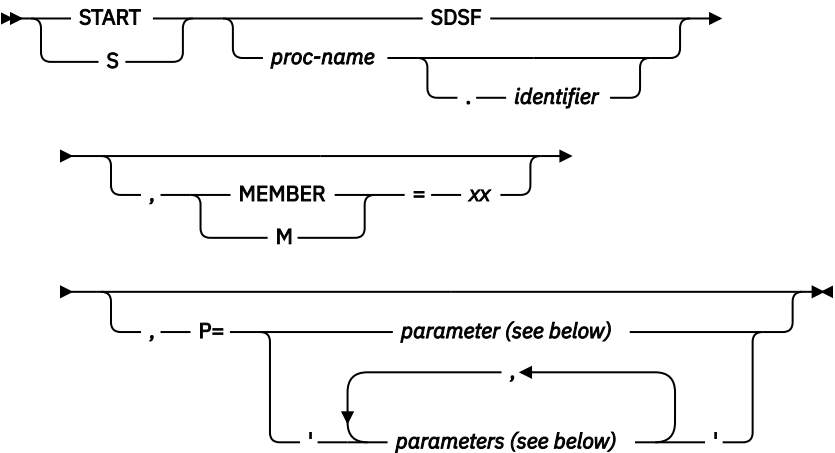 START SDSF
S proc-name
. identifier
, MEMBER = xx
M
, P= parameter (see below)
,
' parameters (see below) '